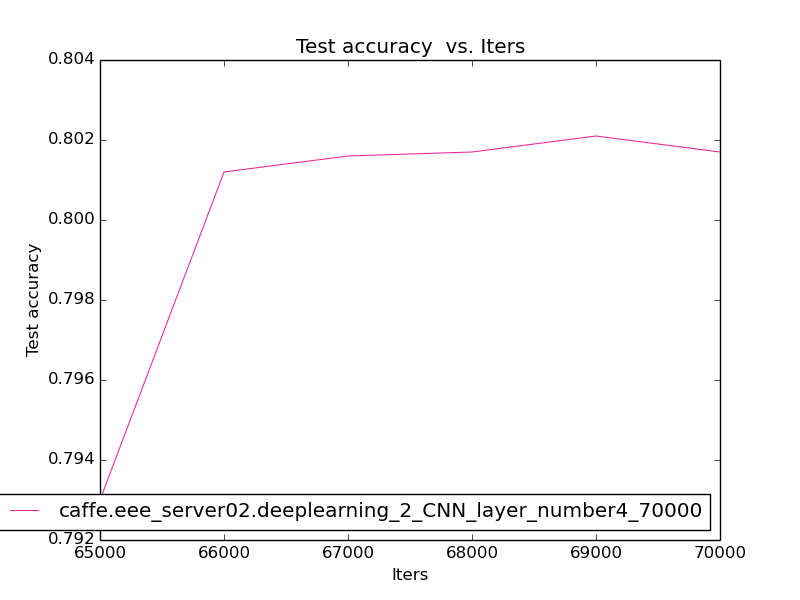 Test accuracy  vs. Iters
0.804
0.802
0.800
0.798
0.796
0.794
0.792
Test accuracy
caffe.eee_server02.deeplearning_2_CNN_layer_number4_70000
65000 66000 67000 68000 69000 70000
Iters